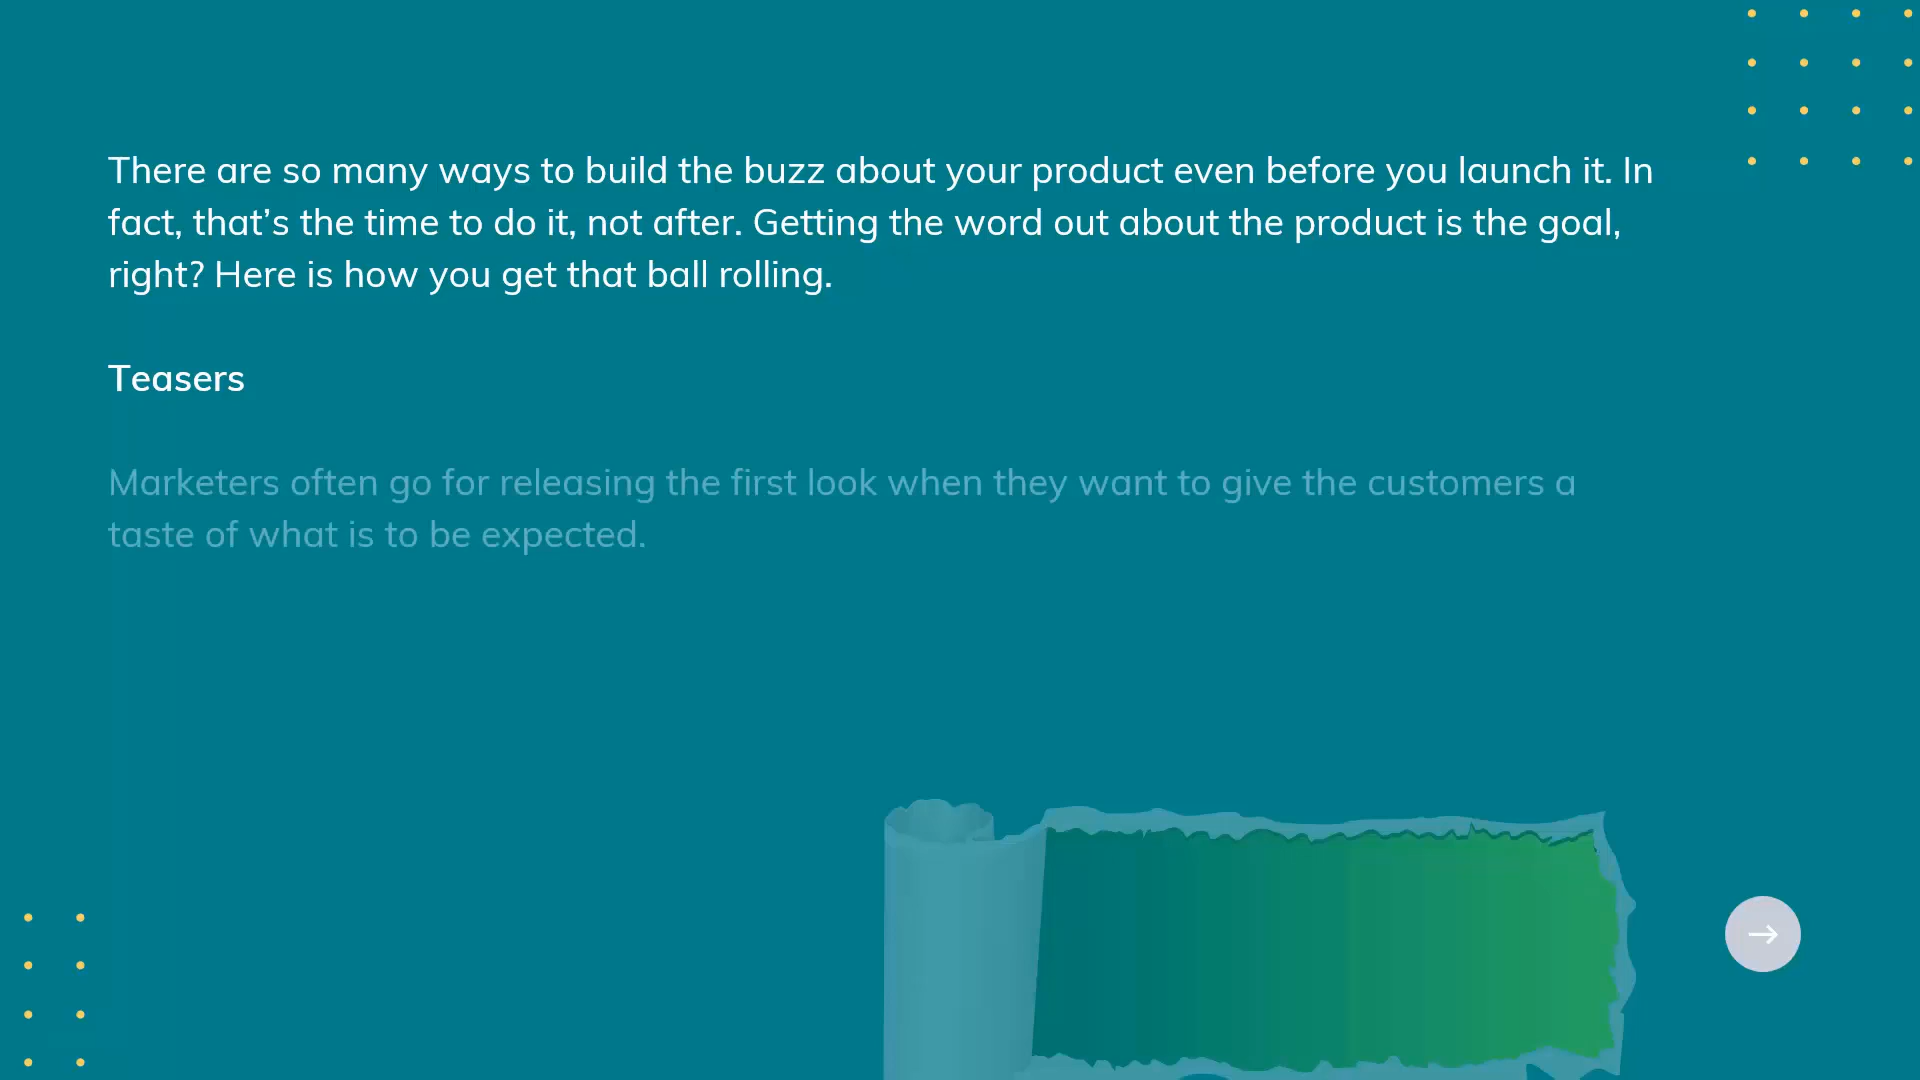 There are so many ways to build the buzz about your product even before you launch it. In
fact, that’s the time to do it, not after. Getting the word out about the product is the goal,
right? Here is how you get that ball rolling.
Teasers
Marketers often go for releasing the first look when they want to give the customers a
taste of what is to be expected.